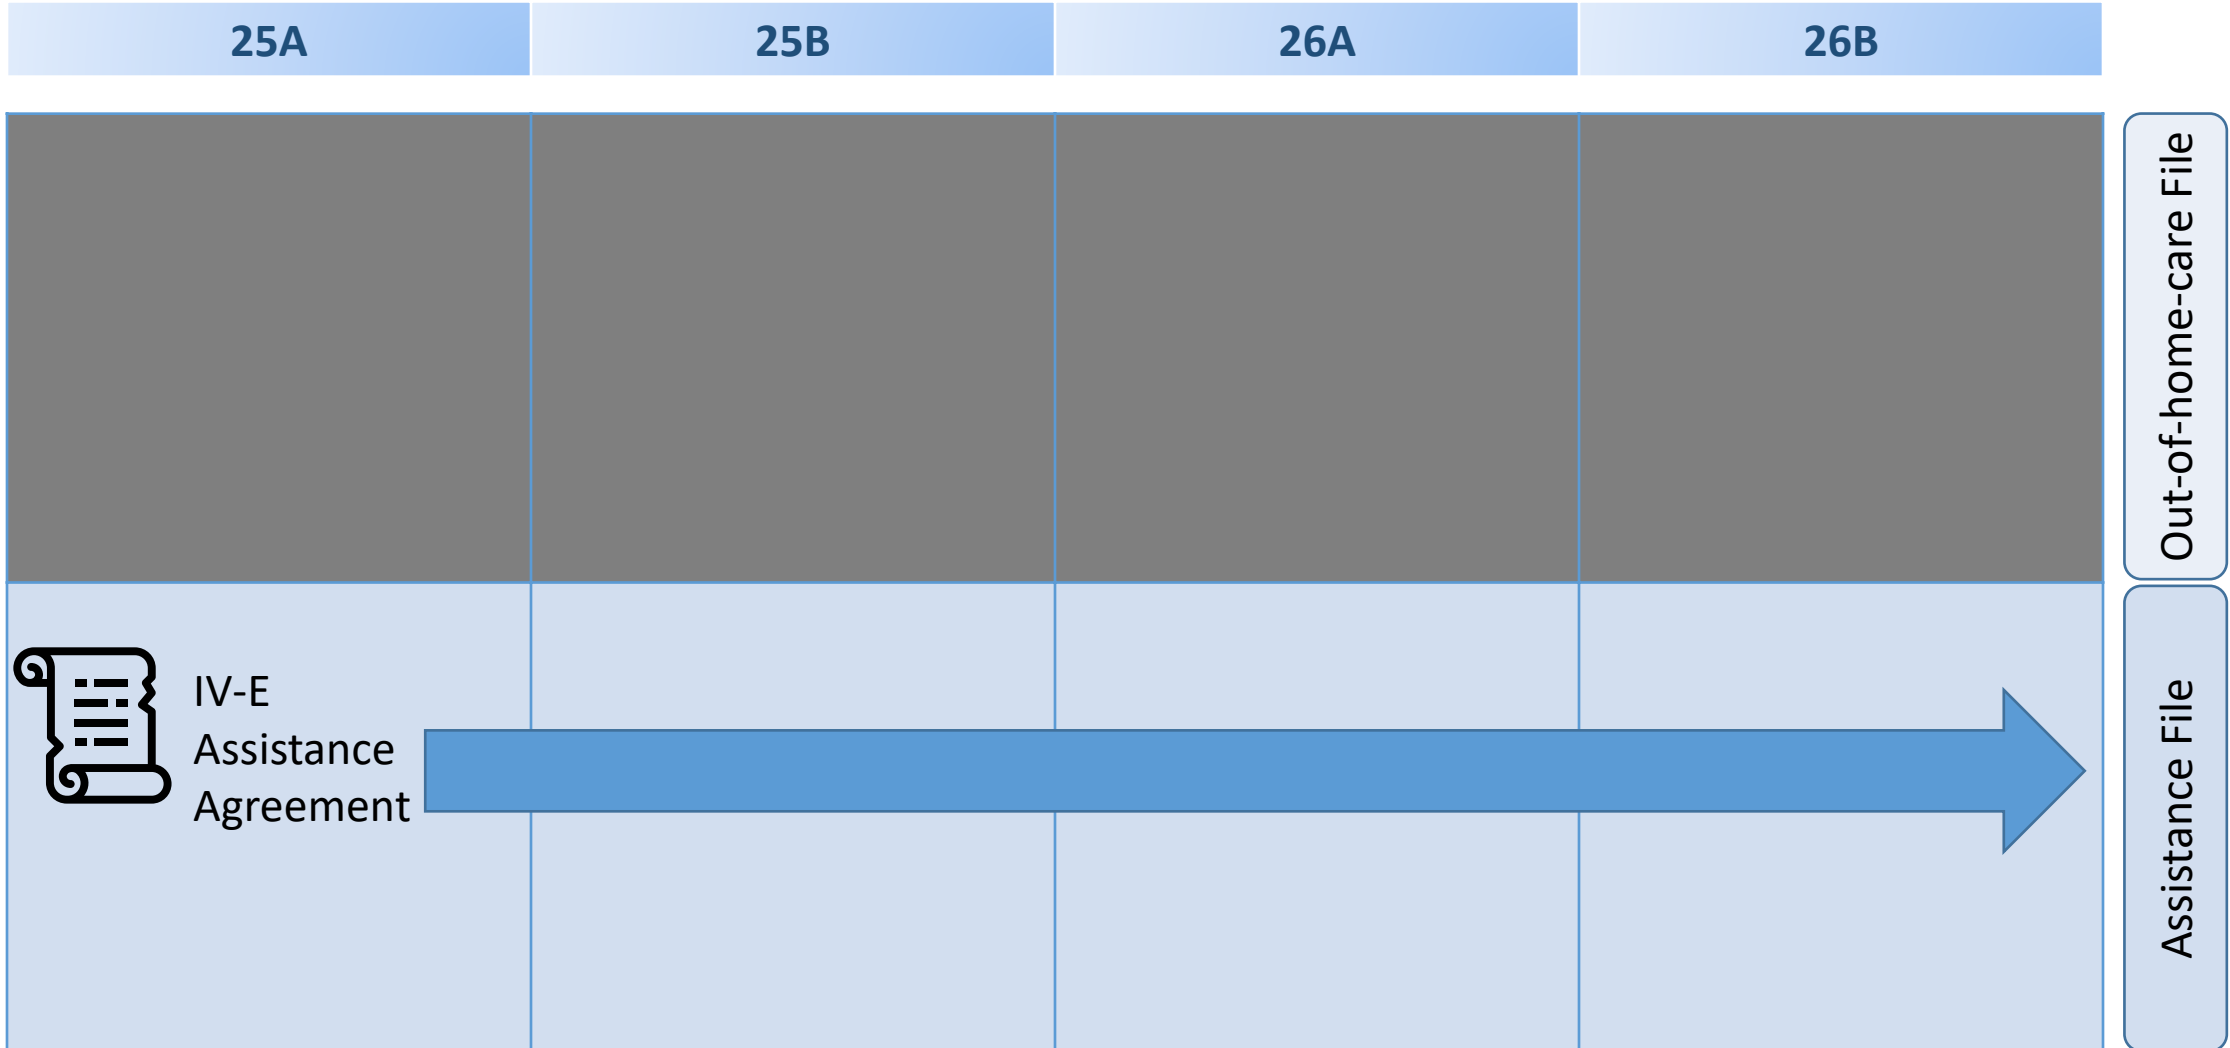 25A
25B
26A
26B
Out-of-home-care File
IV-E
Assistance
Agreement
Assistance File